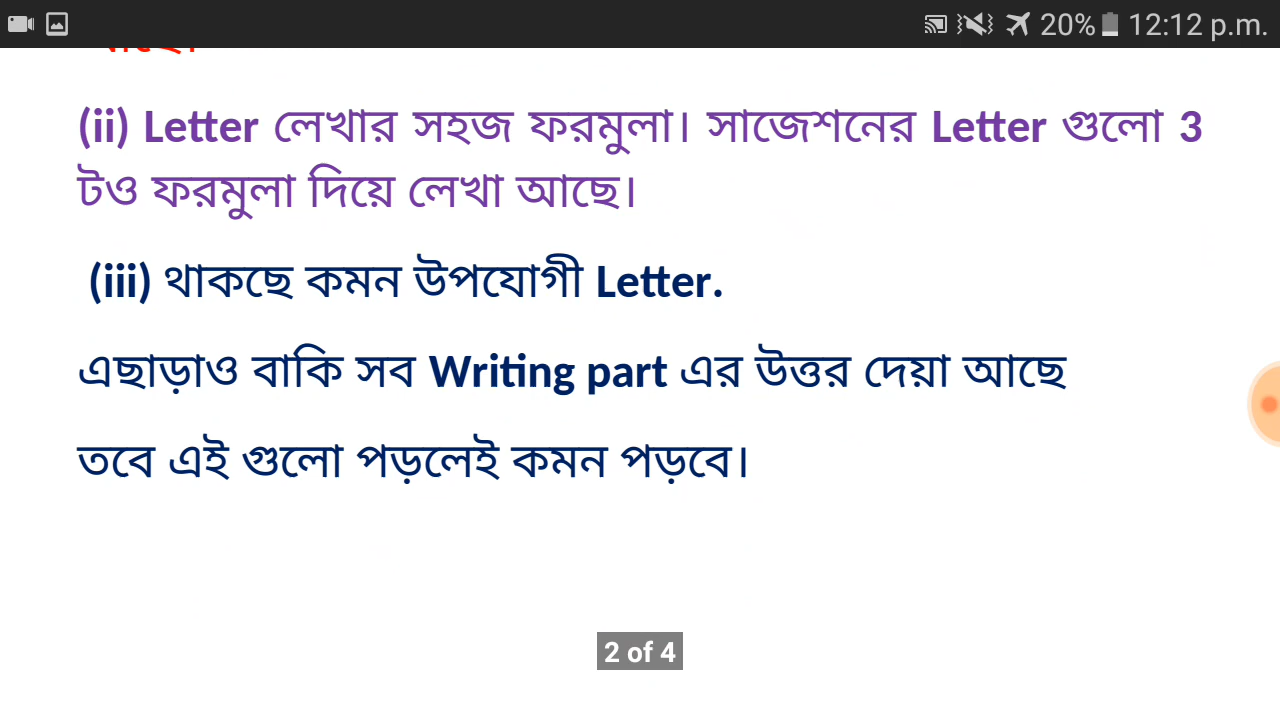 20% 12:12 p.m.
(ii) Letter লেখার সহজ ফরমুলা। সাজেশনের Letter গুলো 3
টও ফরমুলা দিয়ে লেখা আছে।
(iii) থাকছে কমন উপযোগী Letter.
এছাড়াও বাকি সব Writing part এর উত্তর দেয়া আছে
তবে এই গুলো পড়লেই কমন পড়বে।
2 of 4